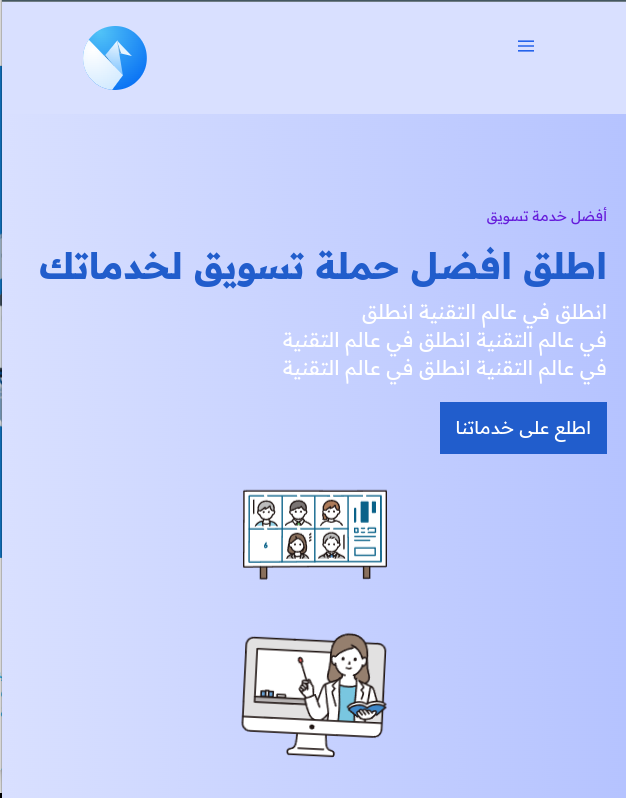 أفضل خدمة تسويق
اطلق افضل حملة تسويق لخدماتك
انطلق في عالم التقنية انطلق
في عالم التقنية انطلق في عالم التقنية
في عالم التقنية انطلق في عالم التقنية
اطلع على خدماتنا